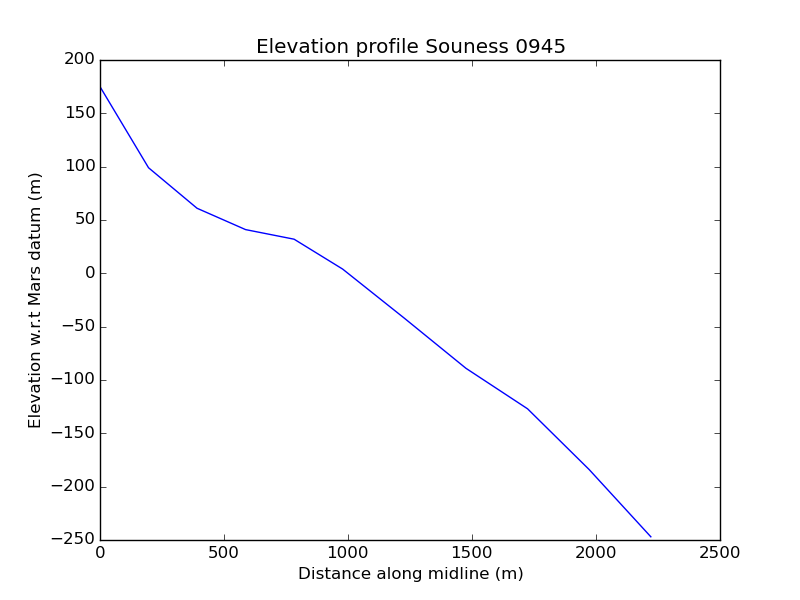 Elevation profile Souness 0945
200
150
100
50
0
−50
−100
−150
−200
−250
Elevation w.r.t Mars datum (m)
0 500 1000 1500 2000 2500
Distance along midline (m)